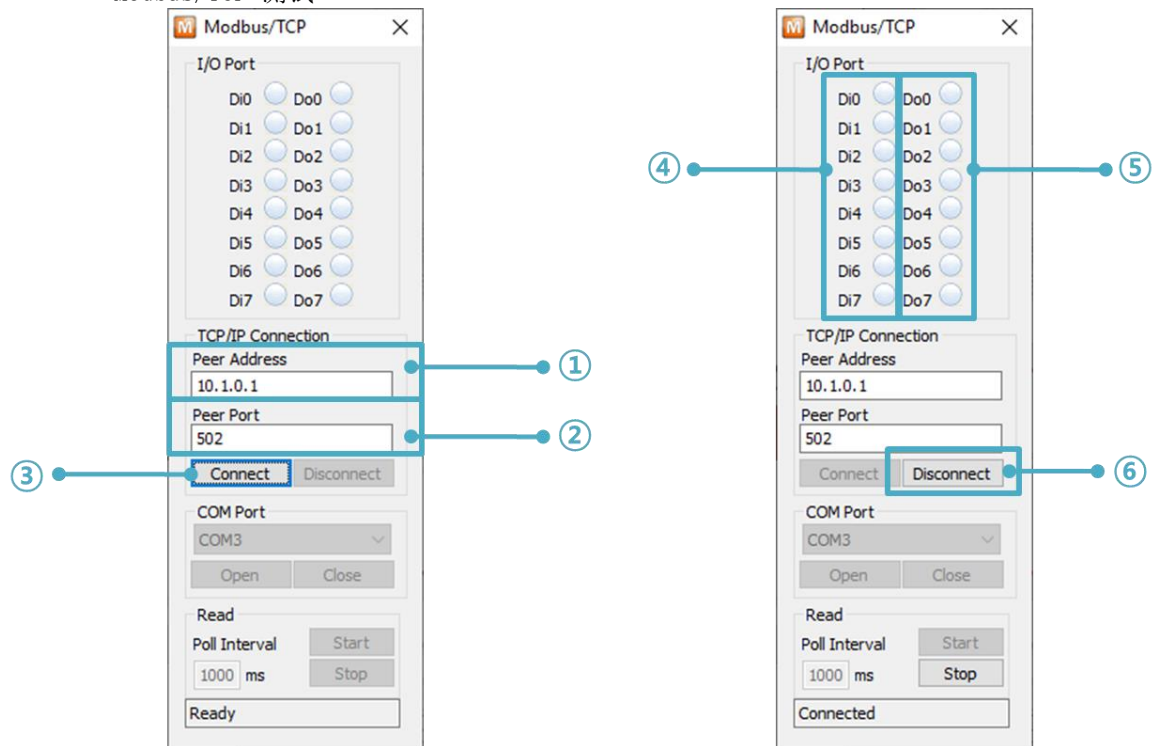 Modbus/TCP 测试
Modbus/TCP
I/O Port
Di0 Do0
Di1 Do1
Di2 Do2
Di3 Do3
Di4 Do4
Di5 Do5
Di6 Do6
Di7 Do7
TCP/IP Connection
Peer Address
①
10.1.0.1
Peer Port
②
502
③
Connect Disconnect
COM Port
COM3
Open Close
Read
Poll Interval Start
1000 ms Stop
Ready
Modbus/TCP
I/O Port
Di0 Do0
Di1 Do1
Di2 Do2
④ ⑤
Di3 Do3
Di4 Do4
Di5 Do5
Di6 Do6
Di7 Do7
TCP/IP Connection
Peer Address
10.1.0.1
Peer Port
502
Connect Disconnect ⑥
COM Port
COM3
Open Close
Read
Poll Interval Start
1000 ms Stop
Connected